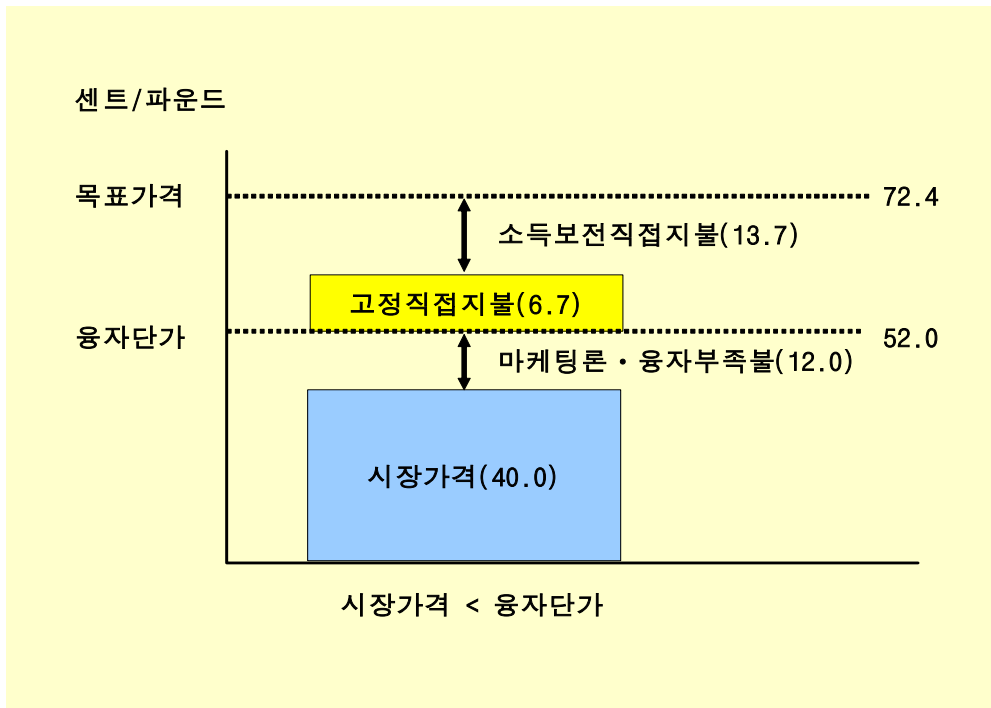 센트/파운드
목표가격
72.4
소득보전직접지불(13.7)
고정직접지불(6.7)
융자단가
52.0
마케팅론·융자부족불(12.0)
시장가격(40.0)
시장가격 < 융자단가